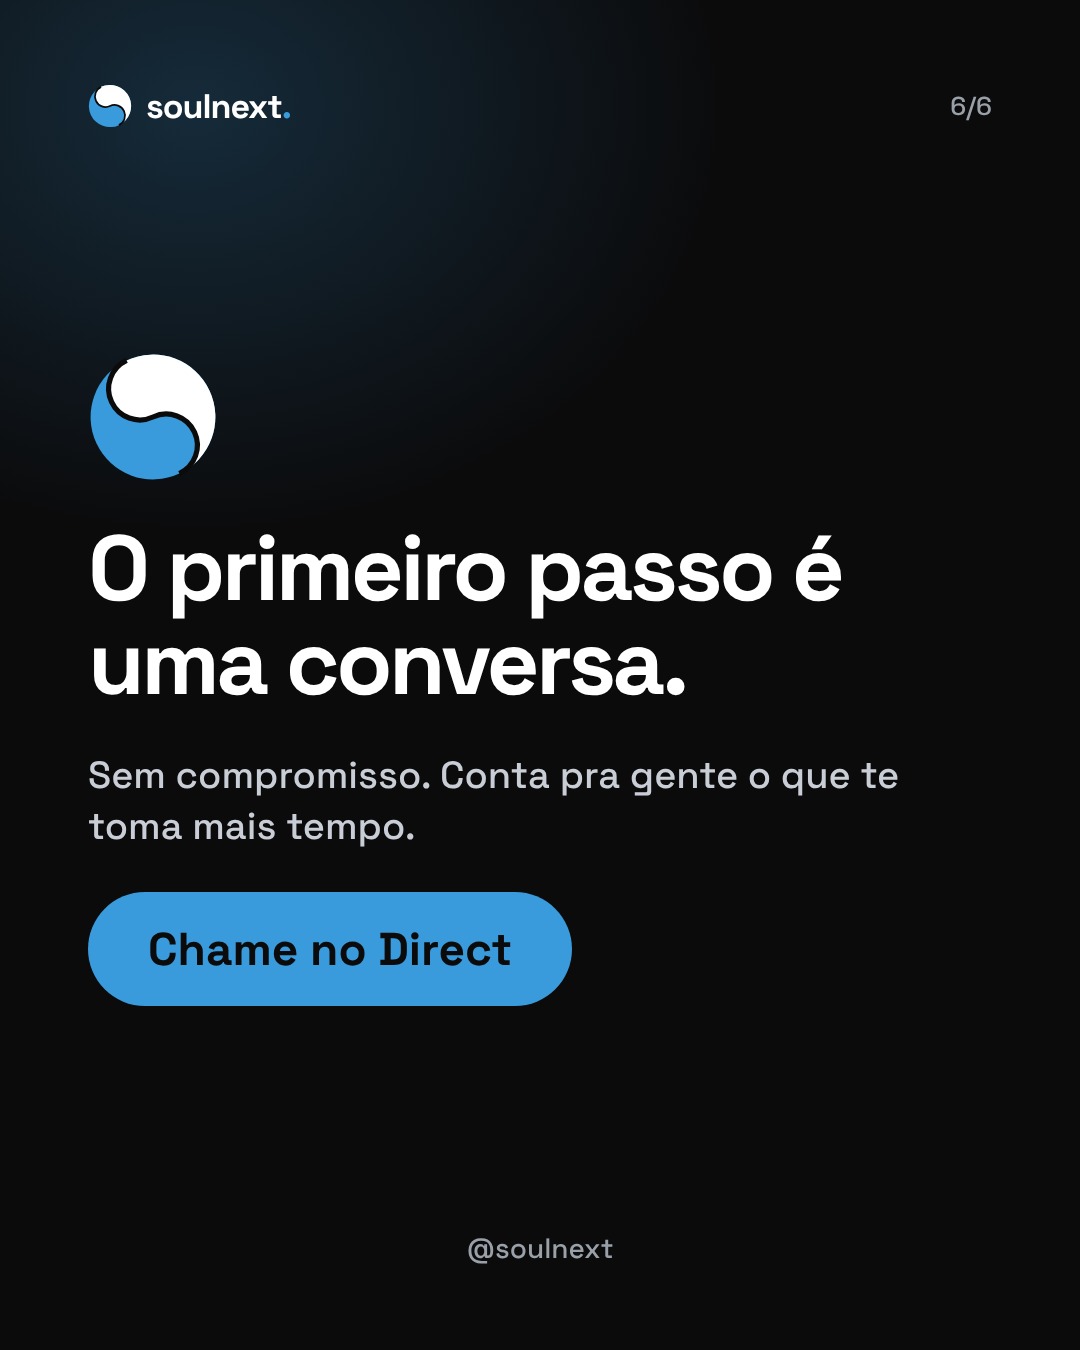 soulnext.
6/6
O primeiro passo é
uma conversa.
Sem compromisso. Conta pra gente o que te
toma mais tempo.
Chame no Direct
@soulnext